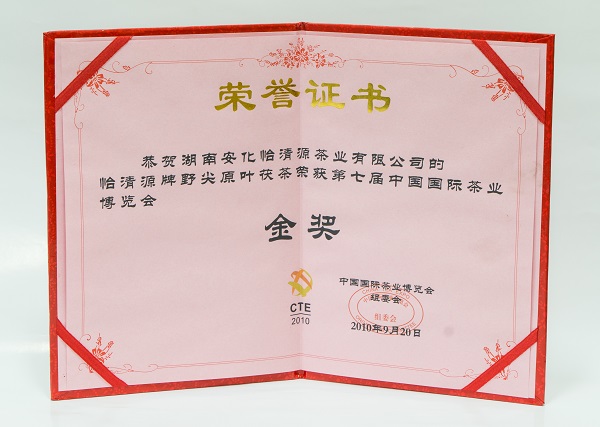 荣誉证书
恭贺湖南安化怡清源茶业有限公司的
怡清源牌野尖原叶茯茶荣获第七届中国国际茶业
博览会
金奖
CTE
2010
中国国际茶业博览会
组委会
组委会
2010年9月20日